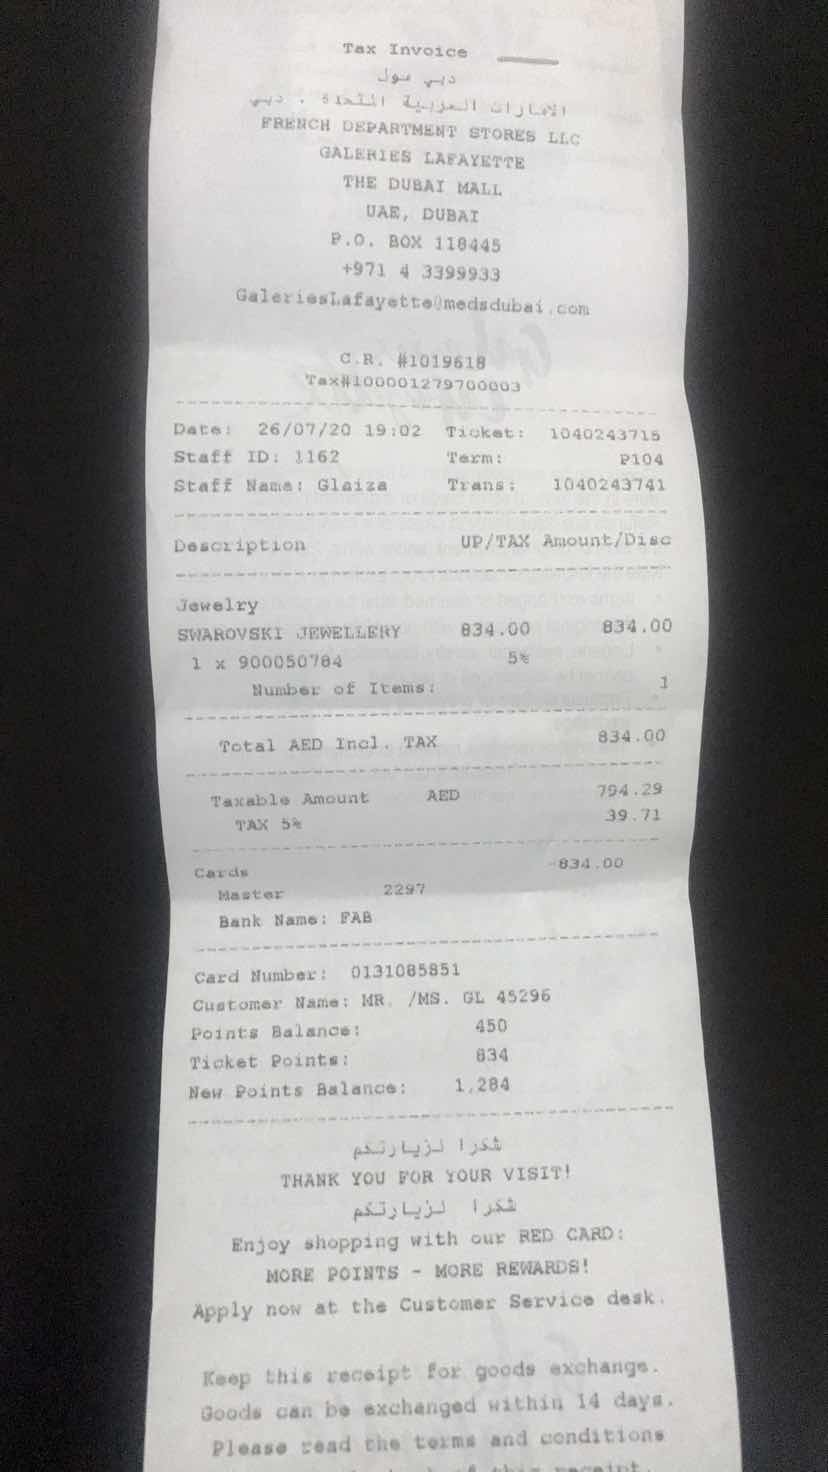 Tax Invoice
دبي مول
الامارات العربية المتحدة ، دبي
FRENCH DEPARTMENT STORES LLC
GALERIES LAFAYETTE
THE DUBAI MALL
UAE, DUBAI
P.O. BOX 118445
+971 4 3399933
GaleriesLafayette@medsdubai.com
C.R. #1019618
Tax#100001279700003
Date: 26/07/20 19:02 Ticket: 1040243715
Staff ID: 1162 Term: P104
Staff Name: Glaiza Trans: 1040243741
Description UP/TAX Amount/Disc
Jewelry
SWAROVSKI JEWELLERY 834.00 834.00
1 x 900050784 5%
Number of Items: 1
Total AED Incl. TAX 834.00
Taxable Amount AED 794.29
TAX 5% 39.71
Cards -834.00
Master 2297
Bank Name: FAB
Card Number: 0131085851
Customer Name: MR. /MS. GL 45296
Points Balance: 450
Ticket Points: 834
New Points Balance: 1,284
شكرا لزيارتكم
THANK YOU FOR YOUR VISIT!
شكرا لزيارتكم
Enjoy shopping with our RED CARD:
MORE POINTS - MORE REWARDS!
Apply now at the Customer Service desk.
Keep this receipt for goods exchange.
Goods can be exchanged within 14 days.
Please read the terms and conditions
of this receipt.